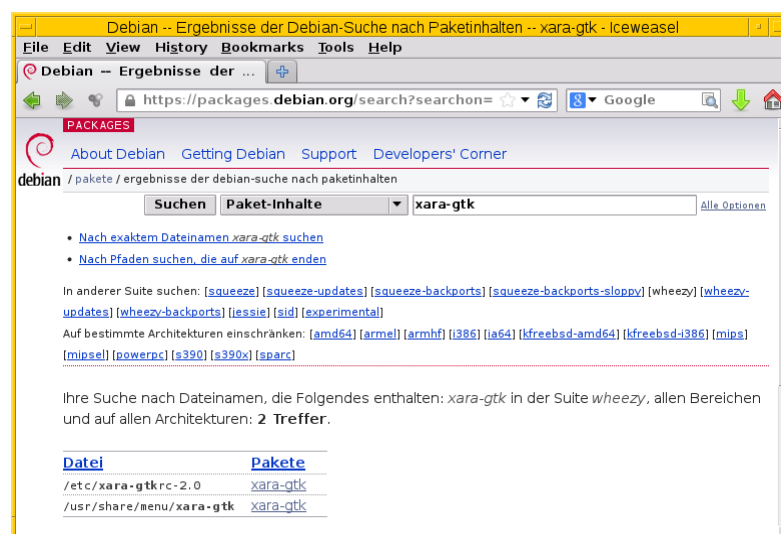 Debian -- Ergebnisse der Debian-Suche nach Paketinhalten -- xara-gtk - Iceweasel
File Edit View History Bookmarks Tools Help
Debian -- Ergebnisse der ...
https://packages.debian.org/search?searchon= Google
PACKAGES
About Debian Getting Debian Support Developers' Corner
debian / pakete / ergebnisse der debian-suche nach paketinhalten
Suchen Paket-Inhalte xara-gtk Alle Optionen
• Nach exaktem Dateinamen xara-gtk suchen
• Nach Pfaden suchen, die auf xara-gtk enden
In anderer Suite suchen: [squeeze] [squeeze-updates] [squeeze-backports] [squeeze-backports-sloppy] [wheezy] [wheezy-
updates] [wheezy-backports] [jessie] [sid] [experimental]
Auf bestimmte Architekturen einschränken: [amd64] [armel] [armhf] [i386] [ia64] [kfreebsd-amd64] [kfreebsd-i386] [mips]
[mipsel] [powerpc] [s390] [s390x] [sparc]
Ihre Suche nach Dateinamen, die Folgendes enthalten: xara-gtk in der Suite wheezy, allen Bereichen
und auf allen Architekturen: 2 Treffer.
Datei Pakete
/etc/xara-gtkrc-2.0 xara-gtk
/usr/share/menu/xara-gtk xara-gtk